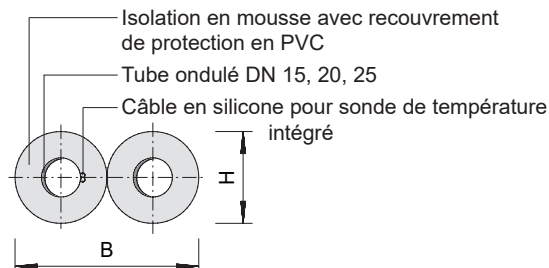 Isolation en mousse avec recouvrement
de protection en PVC
Tube ondulé DN 15, 20, 25
Câble en silicone pour sonde de température
intégré
H
B